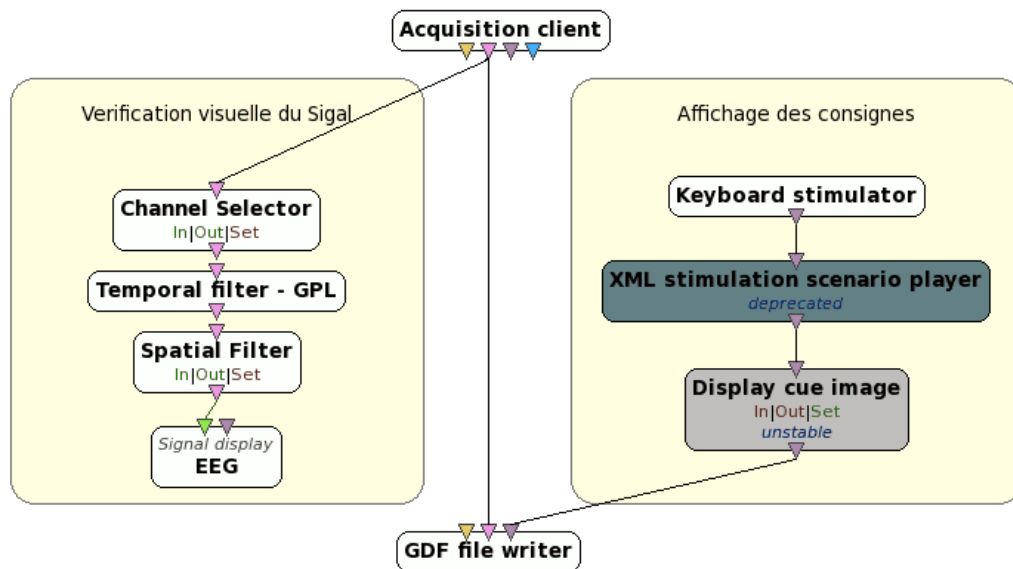 Acquisition client
Verification visuelle du Sigal
Channel Selector
In|Out|Set
Temporal filter - GPL
Spatial Filter
In|Out|Set
Signal display
EEG
Affichage des consignes
Keyboard stimulator
XML stimulation scenario player
deprecated
Display cue image
In|Out|Set
unstable
GDF file writer